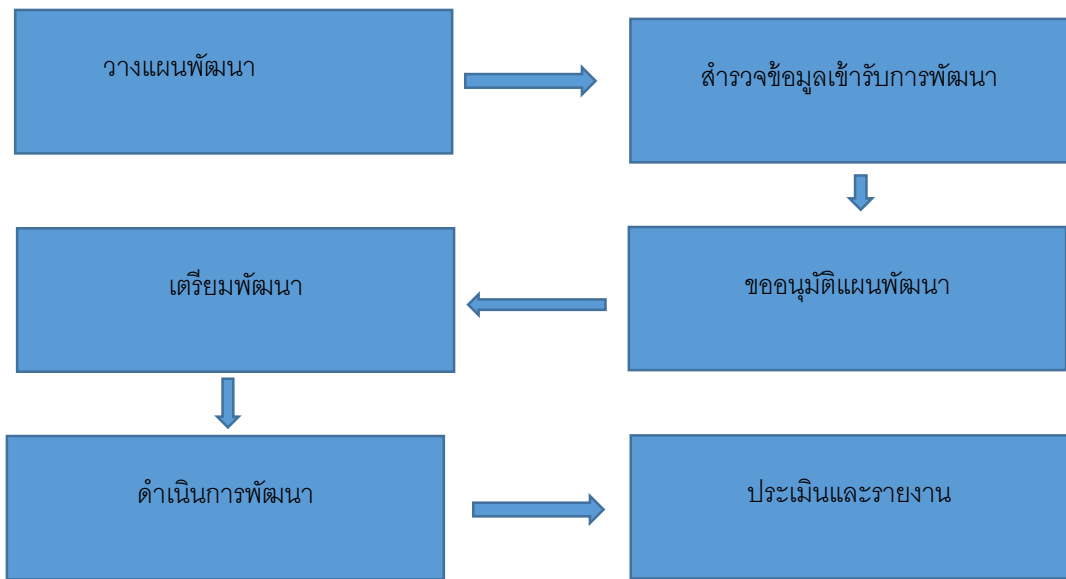 วางแผนพัฒนา
สำรวจข้อมูลเข้ารับการพัฒนา
ขออนุมัติแผนพัฒนา
เตรียมพัฒนา
ดำเนินการพัฒนา
ประเมินและรายงาน